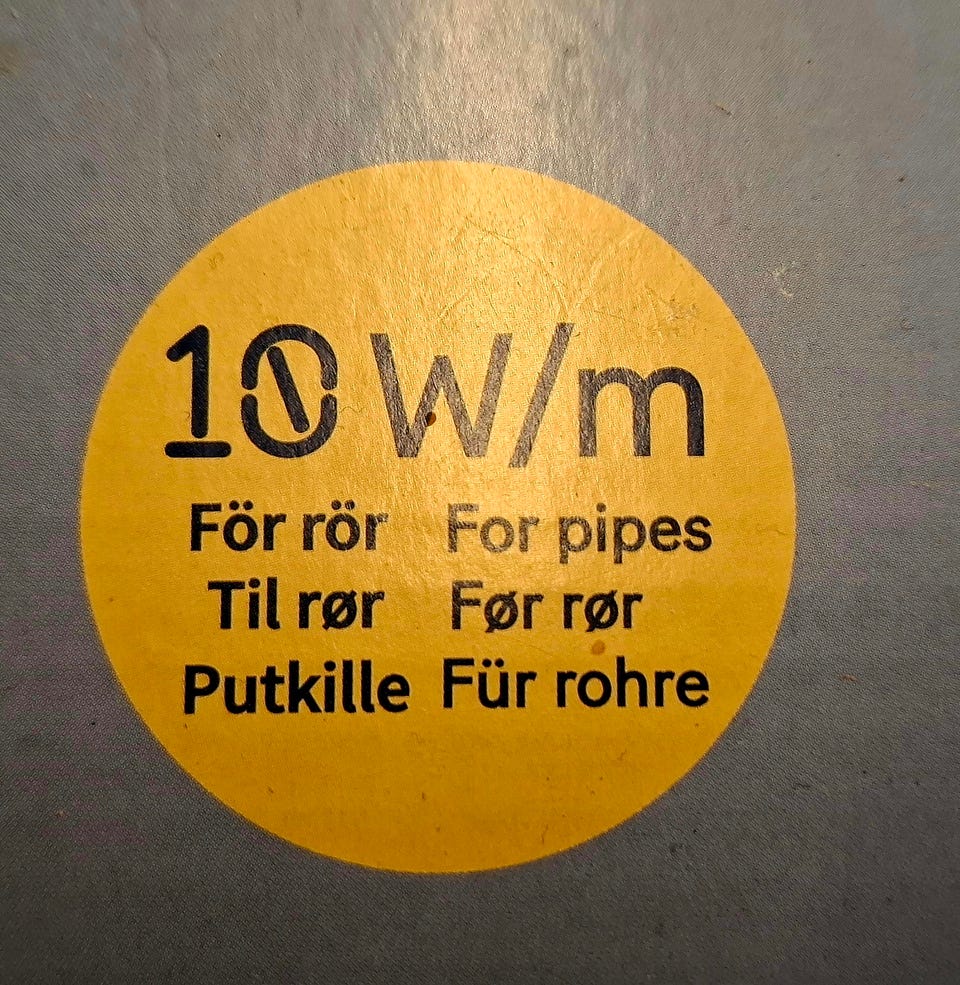 10 W/m
För rör For pipes
Til rør Før rør
Putkille Für rohre